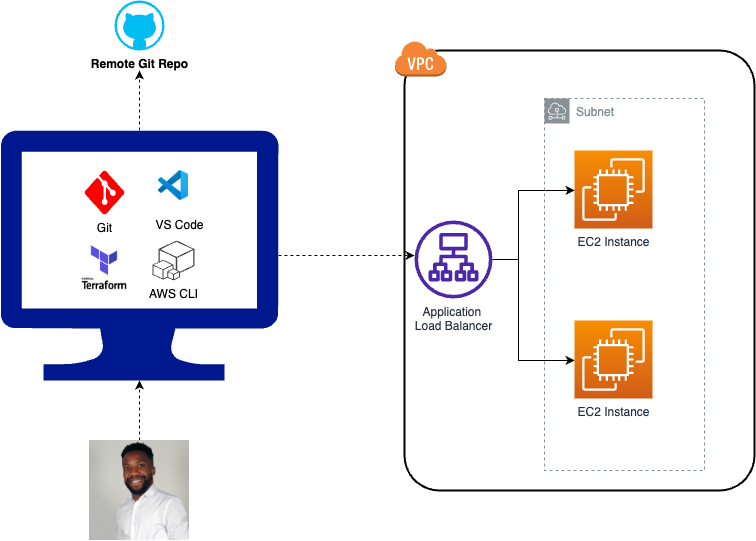 Remote Git Repo
VPC
Subnet
Git
VS Code
EC2 Instance
Terraform
AWS CLI
Application
Load Balancer
EC2 Instance